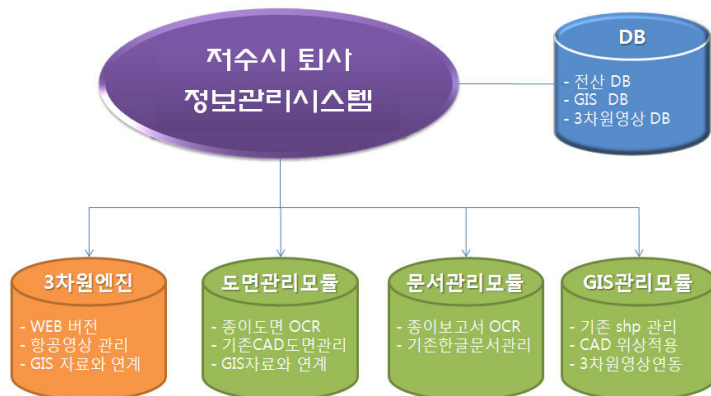 저수시 퇴사
정보관리시스템
DB
- 전산 DB
- GIS DB
- 3차원영상 DB
3차원엔진
- WEB 버전
- 항공영상 관리
- GIS 자료와 연계
도면관리모듈
- 종이도면 OCR
- 기존CAD도면관리
- GIS자료와 연계
문서관리모듈
- 종이보고서 OCR
- 기존한글문서관리
GIS관리모듈
- 기존 shp 관리
- CAD 위상적용
- 3차원영상연동